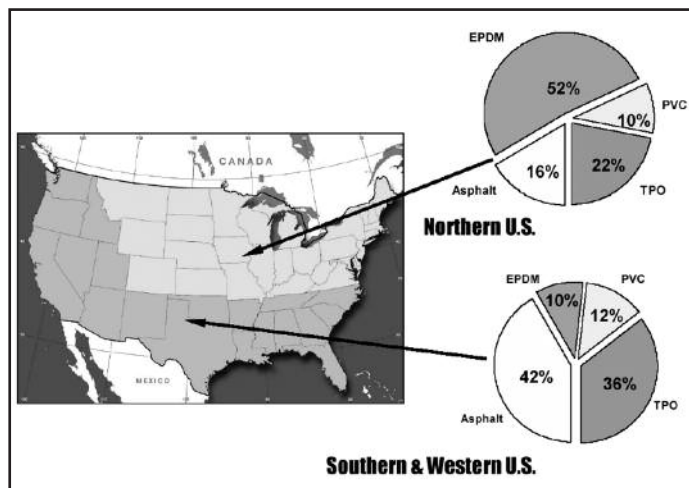 EPDM
52%
PVC
10%
22%
TPO
16%
Asphalt
Northern U.S.
CANADA
MEXICO
EPDM
10%
PVC
12%
42%
36%
Asphalt
TPO
Southern & Western U.S.